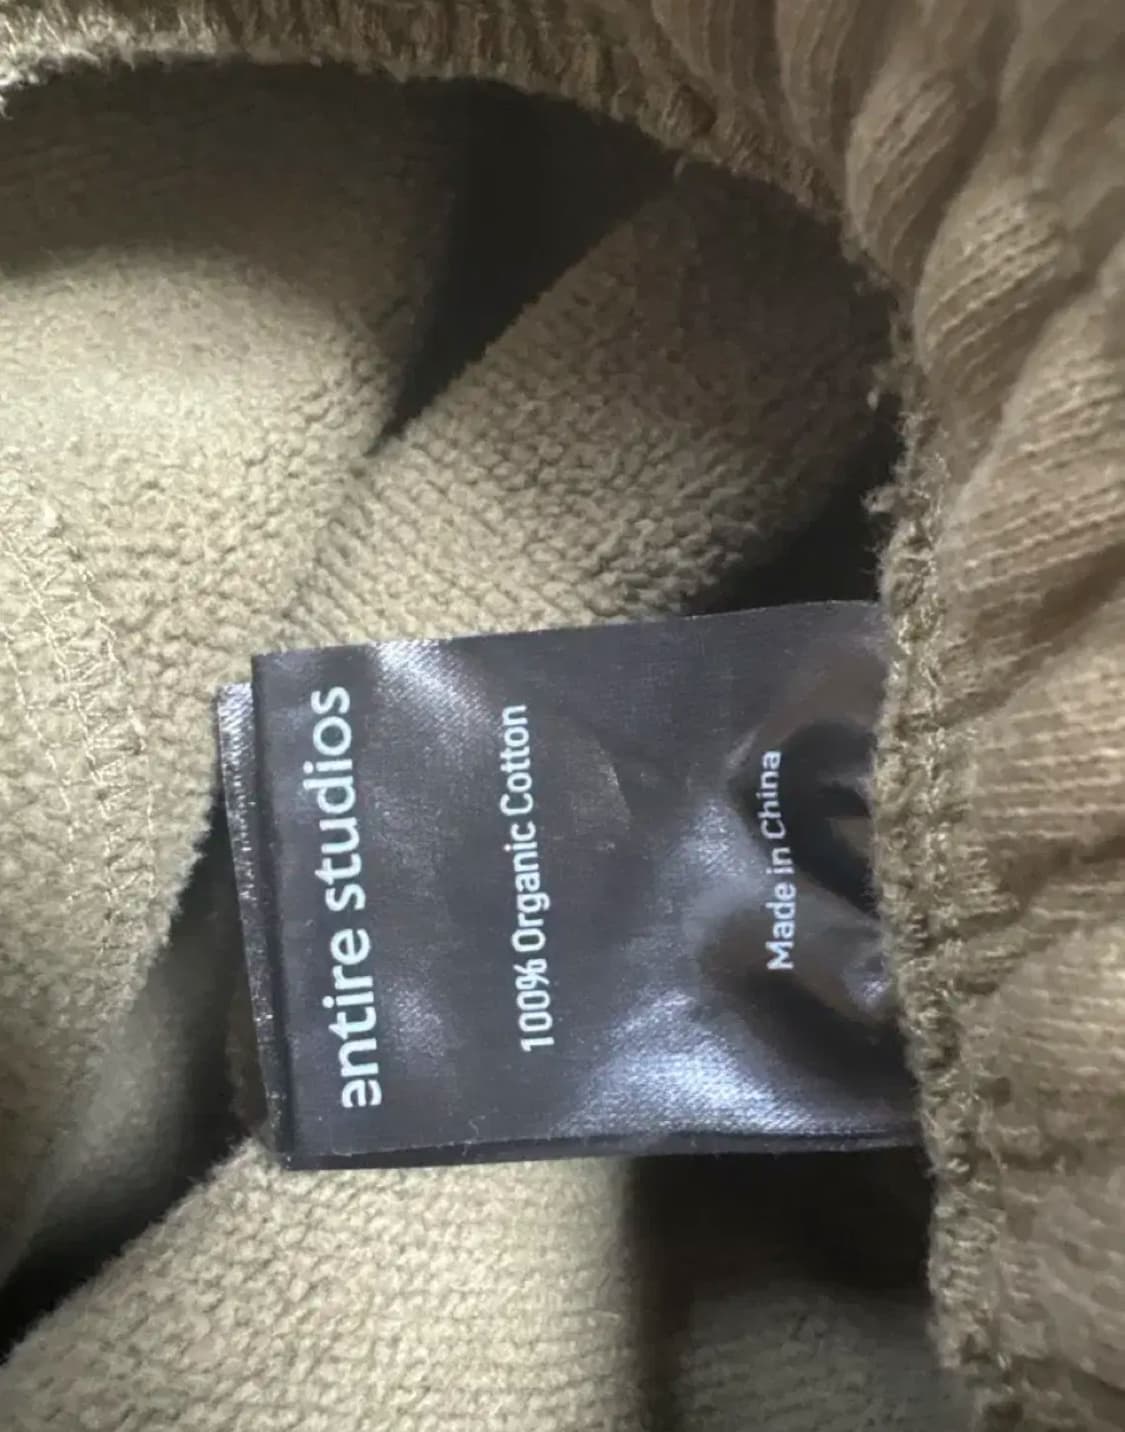 entire studios
100% Organic Cotton
Made in China